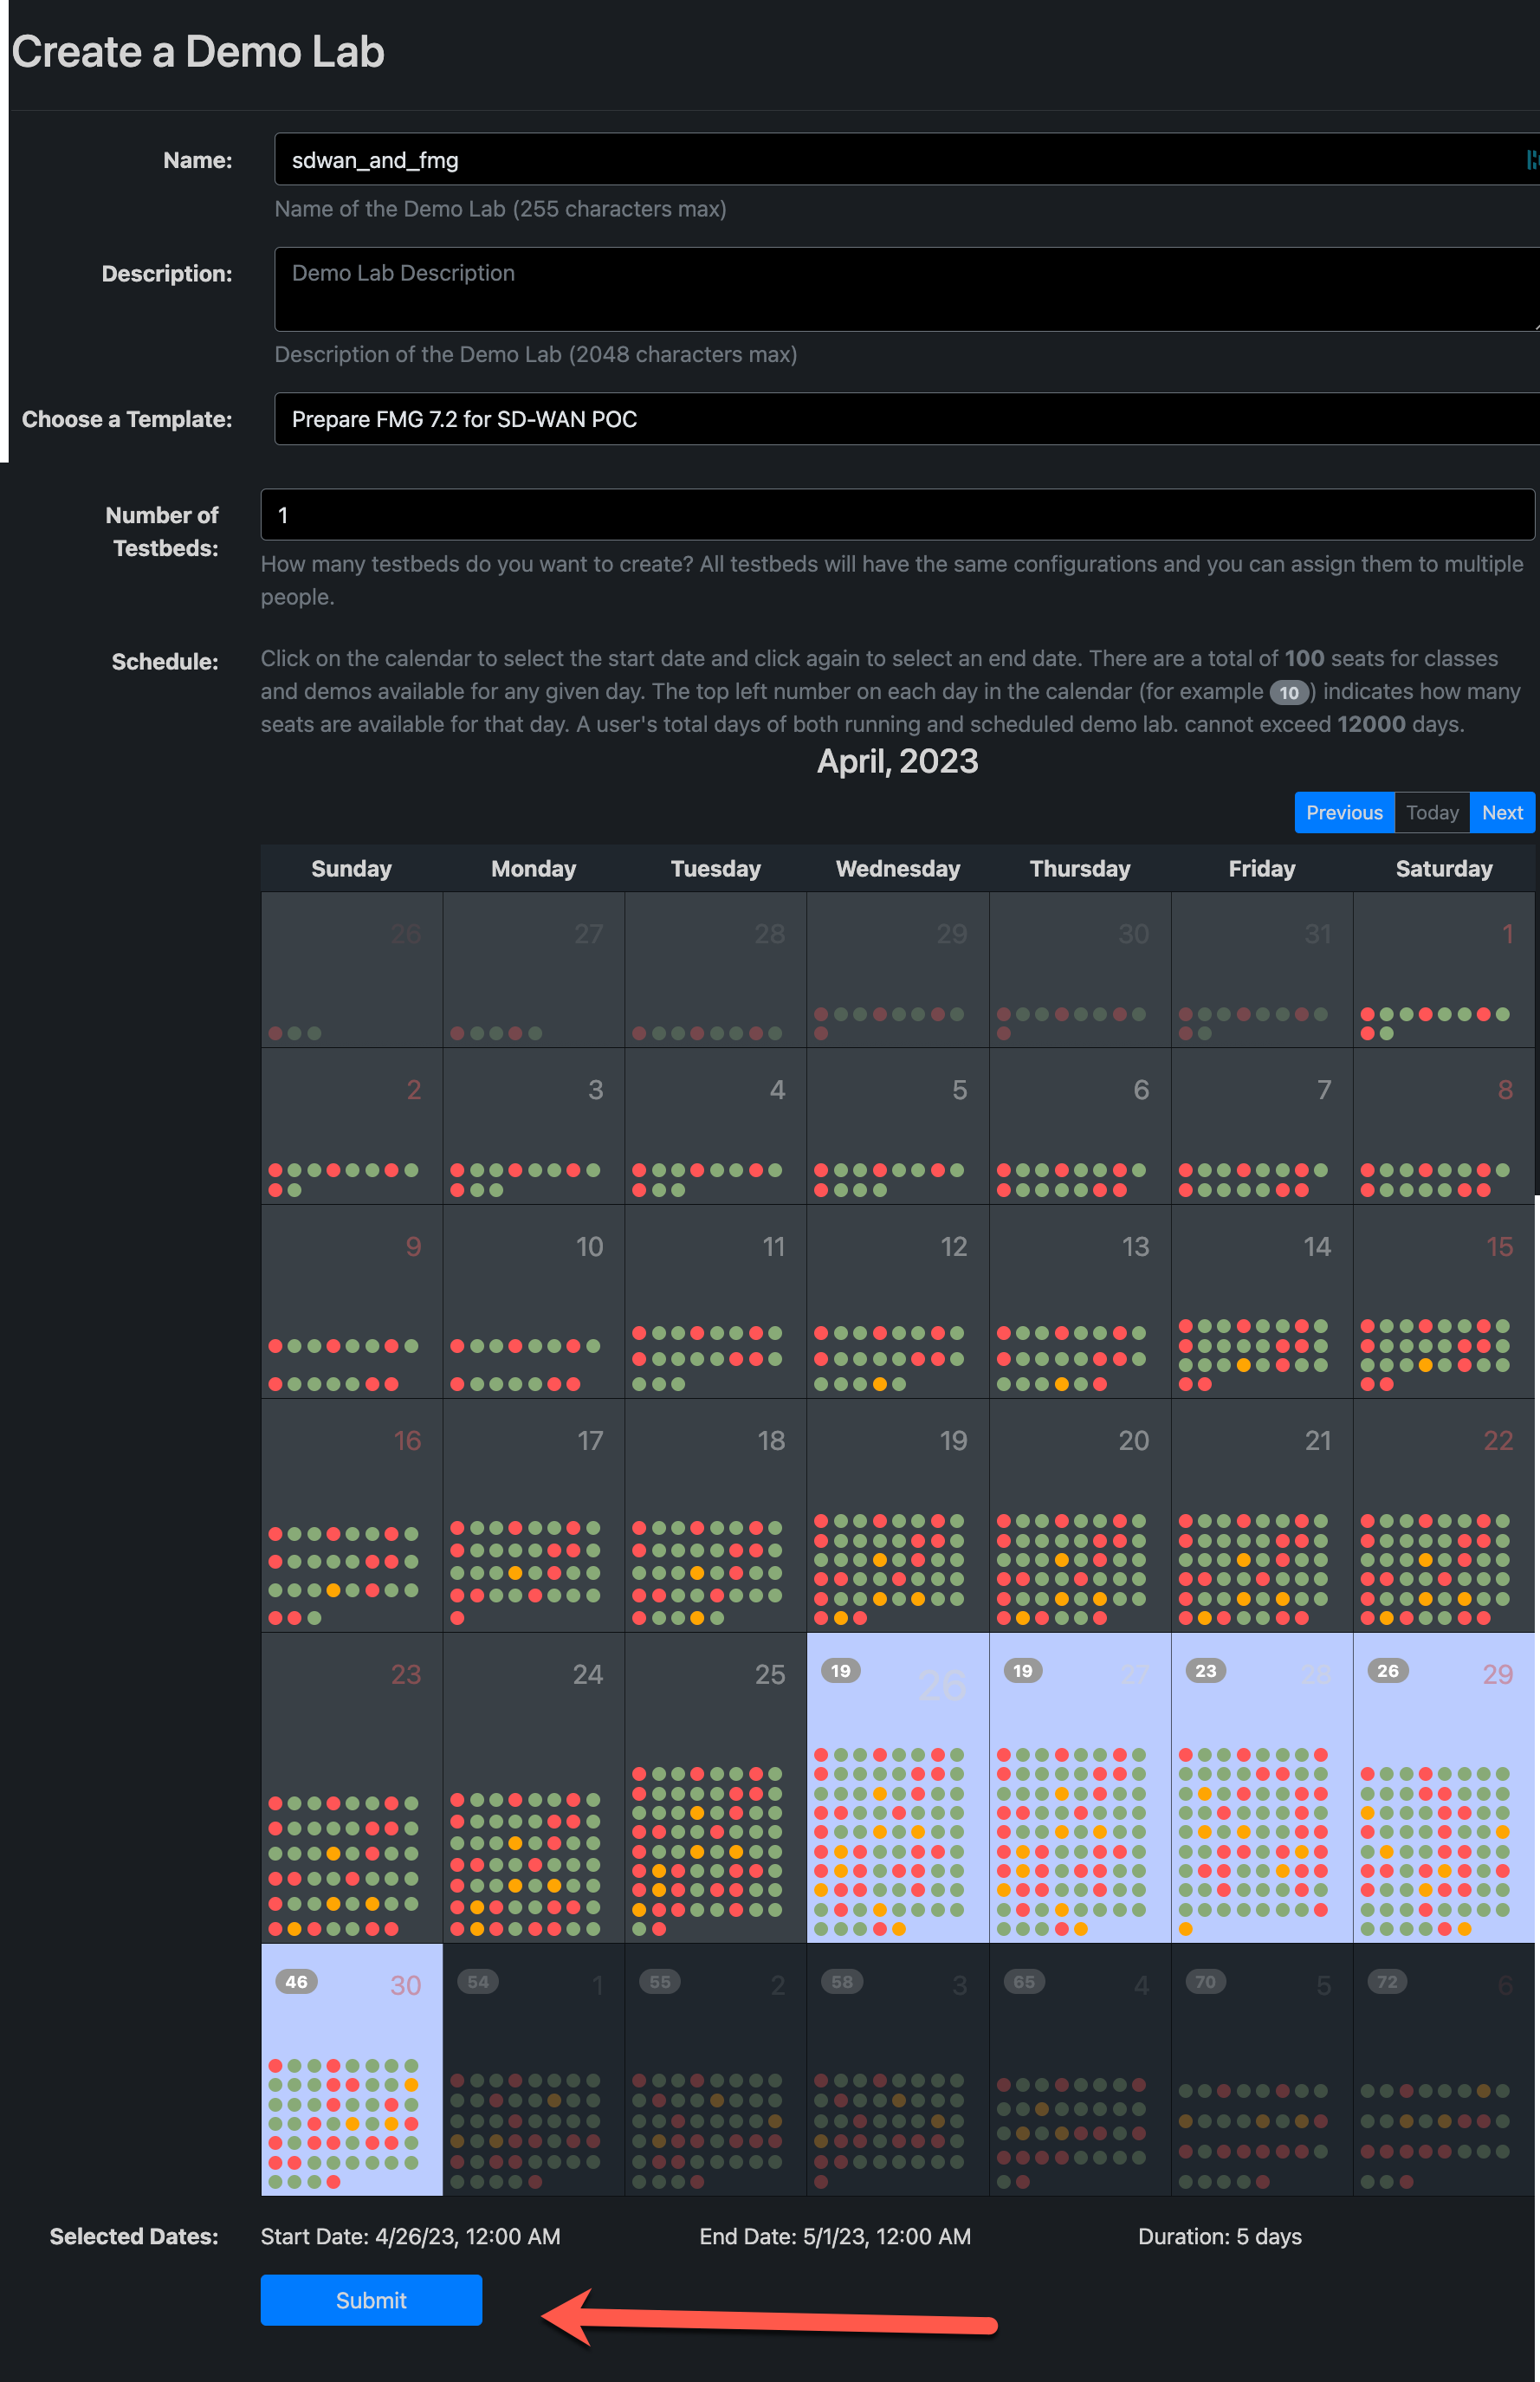 Create a Demo Lab
Name:
sdwan_and_fmg
Name of the Demo Lab (255 characters max)
Description:
Demo Lab Description
Description of the Demo Lab (2048 characters max)
Choose a Template:
Prepare FMG 7.2 for SD-WAN POC
Number of
Testbeds:
1
How many testbeds do you want to create? All testbeds will have the same configurations and you can assign them to multiple
people.
Schedule:
Click on the calendar to select the start date and click again to select an end date. There are a total of 100 seats for classes
and demos available for any given day. The top left number on each day in the calendar (for example 10) indicates how many
seats are available for that day. A user's total days of both running and scheduled demo lab. cannot exceed 12000 days.
April, 2023
Previous Today Next
Sunday Monday Tuesday Wednesday Thursday Friday Saturday
26 27 28 29 30 31 1
2 3 4 5 6 7 8
9 10 11 12 13 14 15
16 17 18 19 20 21 22
23 24 25 19 26 19 27 23 28 26 29
46 30 54 1 55 2 58 3 65 4 70 5 72 6
Selected Dates:
Start Date: 4/26/23, 12:00 AM End Date: 5/1/23, 12:00 AM Duration: 5 days
Submit